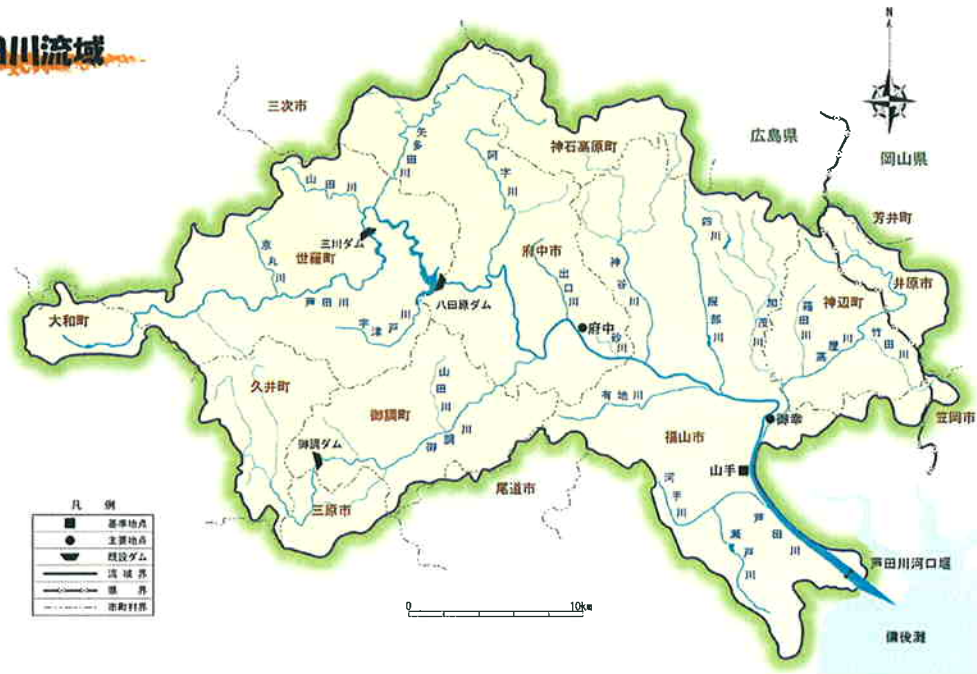 田川流域
N
三次市
広島県
岡山県
神石高原町
矢多田川
阿字川
山田川
芳井町
四川
京丸川
三川ダム
世羅町
府中市
出口川
神谷川
服部川
加茂川
箱田川
神辺町
井原市
大和町
芦田川
八田原ダム
宇津戸川
府中
砂川
高屋川
竹田川
久井町
山田川
御調町
御調川
有地川
御幸
笠岡市
福山市
御調ダム
山手
三原市
尾道市
河手川
瀬戸川
芦田川
芦田川河口堰
備後灘
凡例
基準地点
主要地点
既設ダム
流域界
県界
市町村界
0
10km